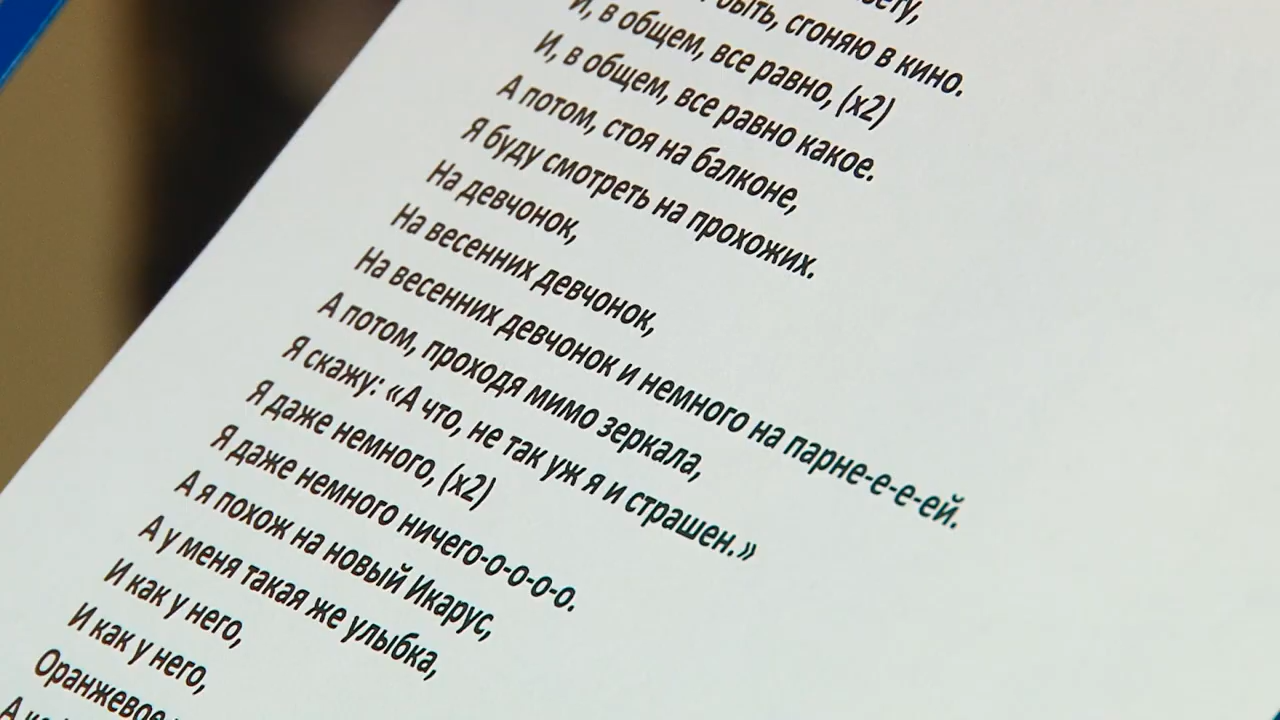 быть, сгоняю в кино.
И, в общем, все равно, (х2)
И, в общем, все равно какое.
А потом, стоя на балконе,
Я буду смотреть на прохожих.
На девчонок,
На весенних девчонок,
На весенних девчонок и немного на парне-е-е-ей.
А потом, проходя мимо зеркала,
Я скажу: «А что, не так уж я и страшен.»
Я даже немного, (х2)
Я даже немного ничего-о-о-о-о.
А я похож на новый Икарус,
А у меня такая же улыбка,
И как у него,
И как у него,
Оранжевое